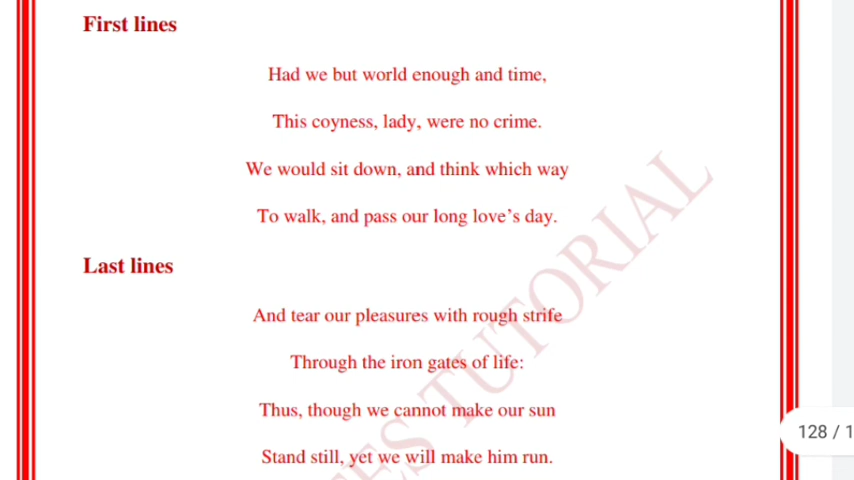 First lines
Had we but world enough and time,
This coyness, lady, were no crime.
We would sit down, and think which way
To walk, and pass our long love’s day.
Last lines
And tear our pleasures with rough strife
Through the iron gates of life:
Thus, though we cannot make our sun
Stand still, yet we will make him run.
TUTORIAL
128 / 1